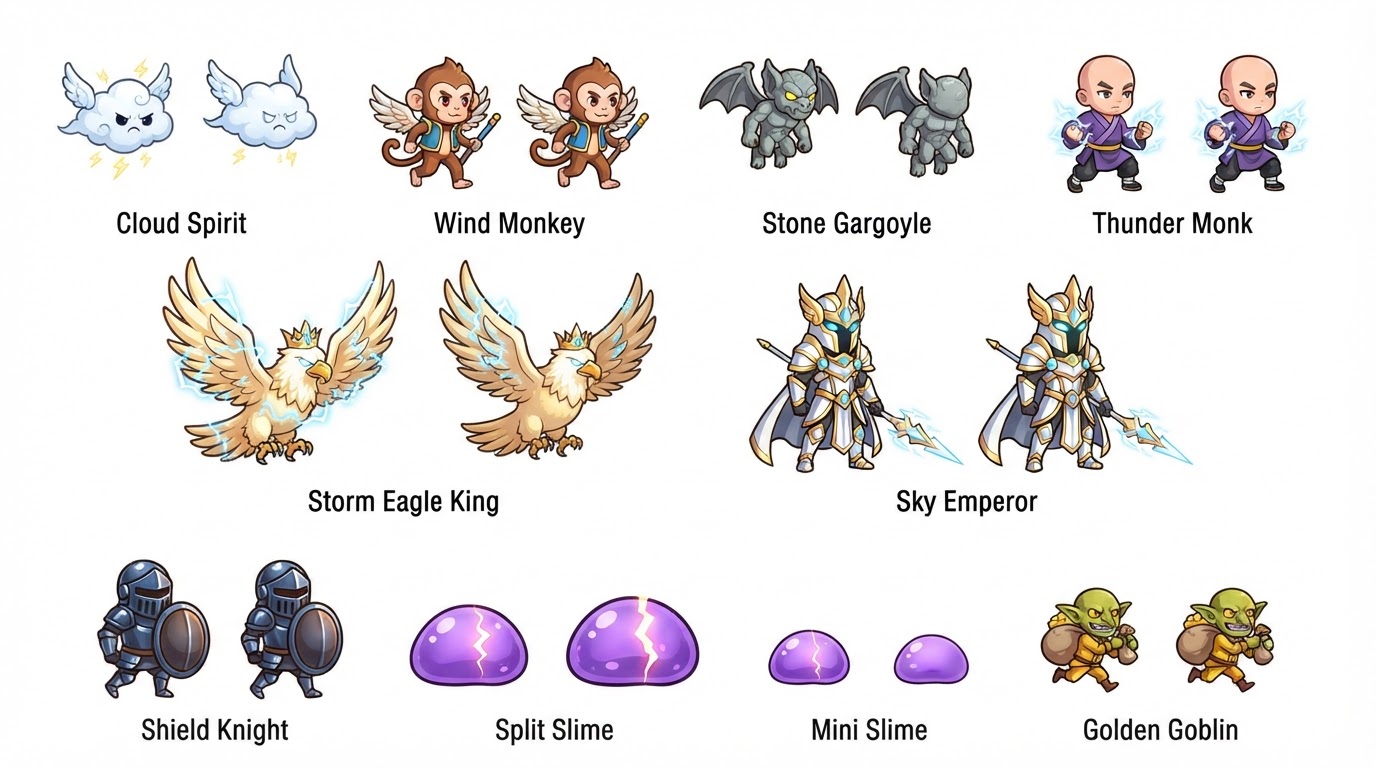 Cloud Spirit
Wind Monkey
Stone Gargoyle
Thunder Monk
Storm Eagle King
Sky Emperor
Shield Knight
Split Slime
Mini Slime
Golden Goblin